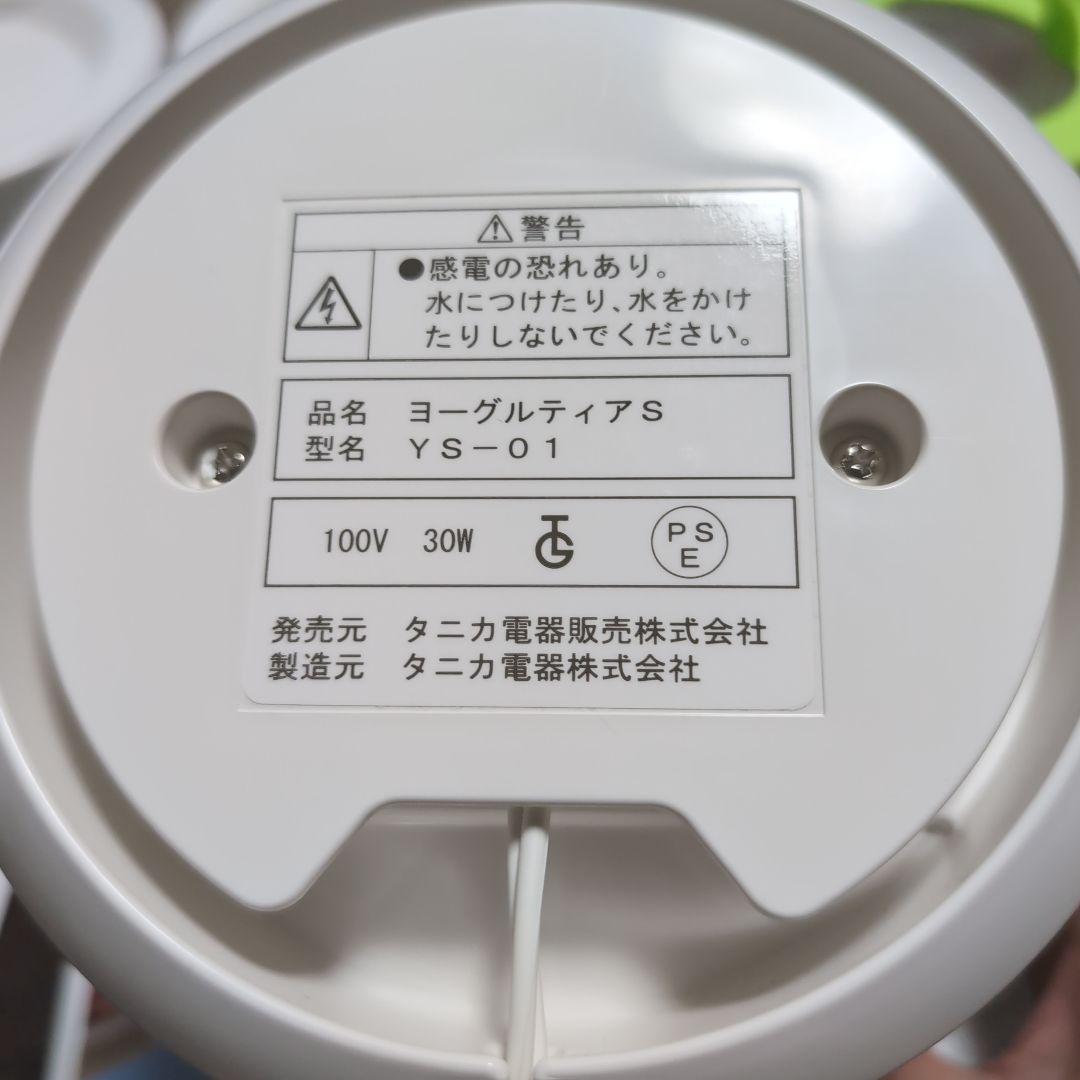 警告
●感電の恐れあり。
水につけたり、水をかけ
たりしないでください。
品名 ヨーグルティアS
型名 YS-01
100V 30W TGS PSE
発売元 タニカ電器販売株式会社
製造元 タニカ電器株式会社